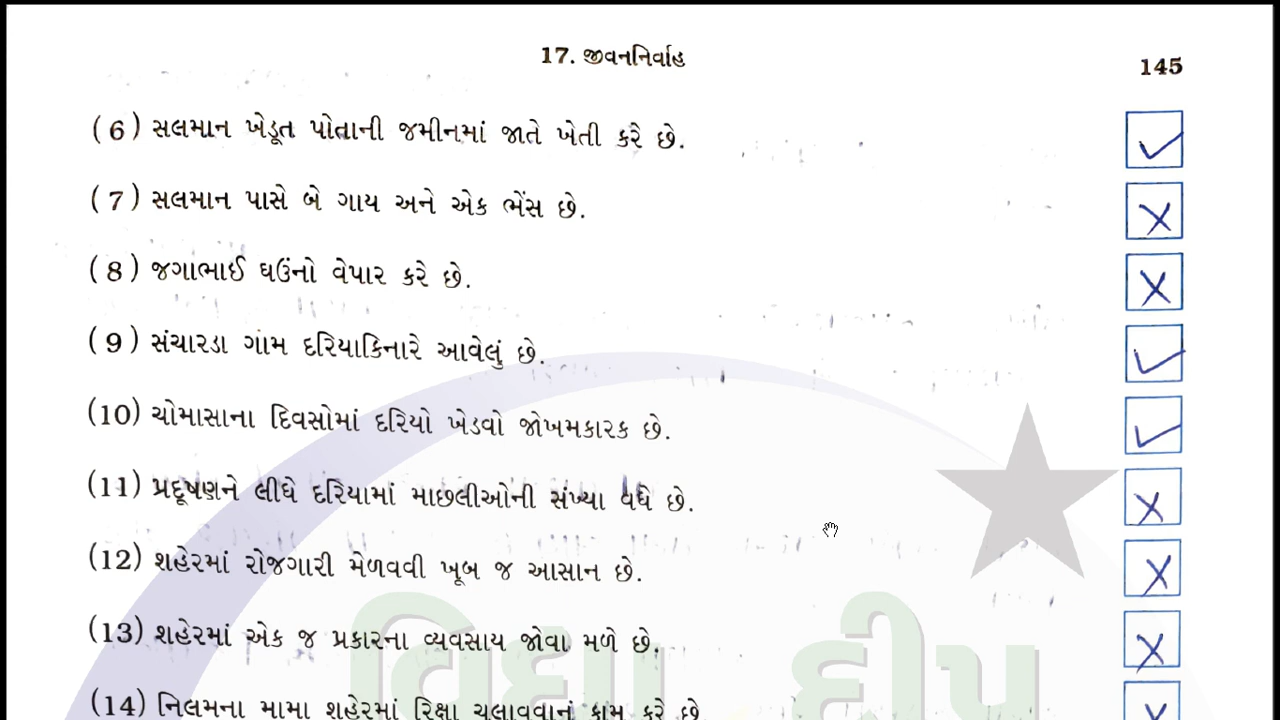 17. જીવનનિર્વાહ
145
(6) સલમાન ખેડૂત પોતાની જમીનમાં જાતે ખેતી કરે છે. ✓
(7) સલમાન પાસે બે ગાય અને એક ભેંસ છે. ✗
(8) જગાભાઈ ઘઉંનો વેપાર કરે છે. ✗
(9) સંચારડા ગામ દરિયાકિનારે આવેલું છે. ✓
(10) ચોમાસાના દિવસોમાં દરિયો ખેડવો જોખમકારક છે. ✓
(11) પ્રદૂષણને લીધે દરિયામાં માછલીઓની સંખ્યા વધે છે. ✗
(12) શહેરમાં રોજગારી મેળવવી ખૂબ જ આસાન છે. ✗
(13) શહેરમાં એક જ પ્રકારના વ્યવસાય જોવા મળે છે. ✗
(14) નિલમના મામા શહેરમાં રિક્ષા ચલાવવાનું કામ કરે છે.
વિદ્યા દીપ